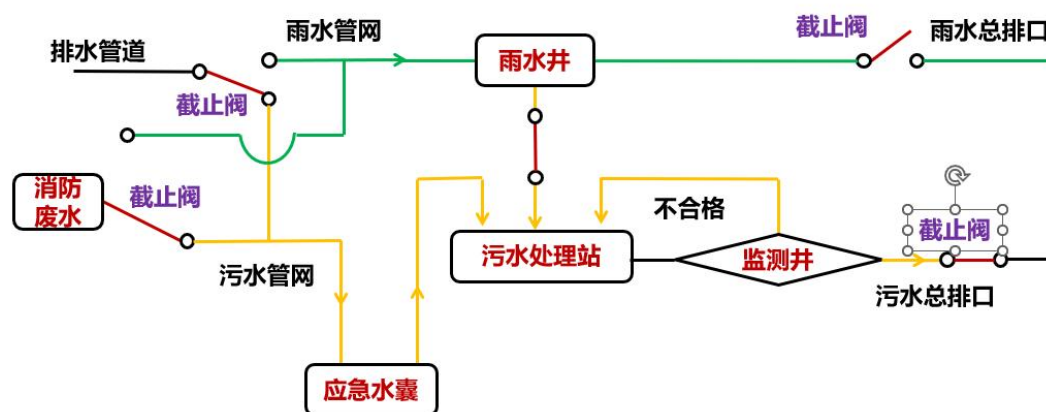 雨水管网
截止阀
雨水总排口
排水管道
雨水井
截止阀
消防
废水
截止阀
不合格
截止阀
污水处理站
监测井
污水管网
污水总排口
应急水囊